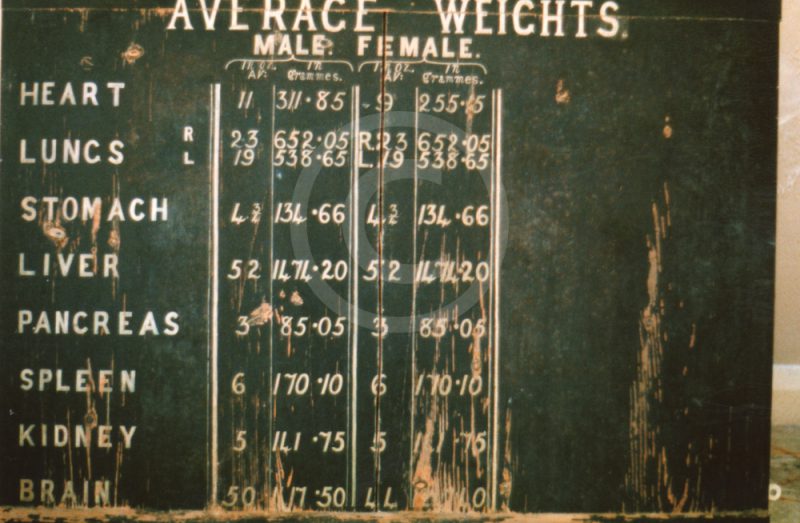 AVERAGE WEIGHTS.
MALE. FEMALE.
In oz. In In oz. In
AV: Grammes. AV: Grammes.
HEART 11 311·85 9 255·15
R 23 652·05 R.23 652·05
LUNGS
L 19 538·65 L.19 538·65
STOMACH 4¾ 134·66 4¾ 134·66
LIVER 52 1474·20 52 1474·20
PANCREAS 3 85·05 3 85·05
SPLEEN 6 170·10 6 170·10
KIDNEY 5 141·75 5 141·75
BRAIN 50 1417·50 44